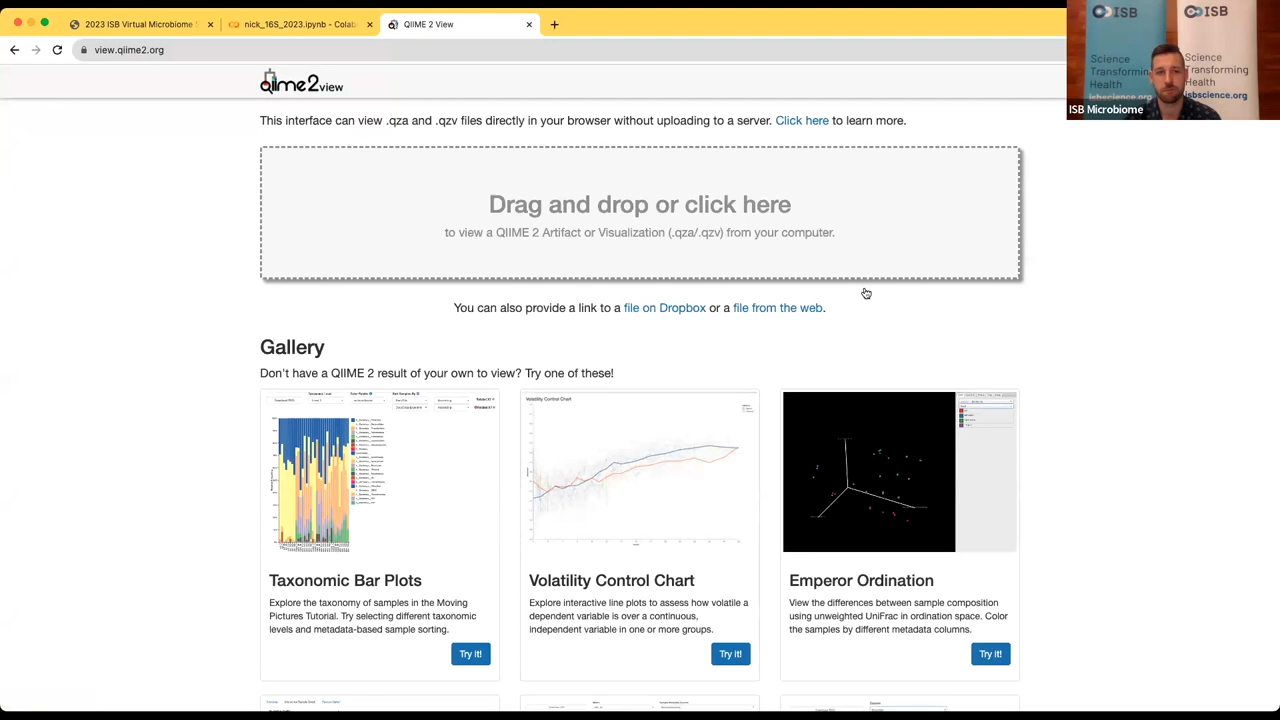 2023 ISB Virtual Microbiome
nick_16S_2023.ipynb - Colab
QIIME 2 View
view.qiime2.org
ISB
ISB
Science
Transformin
Health
isbscience.org
Science
Transforming
Health
isbscience.org
ISB Microbiome
qiime2view
This interface can view .qza and .qzv files directly in your browser without uploading to a server. Click here to learn more.
Drag and drop or click here
to view a QIIME 2 Artifact or Visualization (.qza/.qzv) from your computer.
You can also provide a link to a file on Dropbox or a file from the web.
Gallery
Don't have a QIIME 2 result of your own to view? Try one of these!
Volatility Control Chart
Taxonomic Bar Plots
Explore the taxonomy of samples in the Moving
Pictures Tutorial. Try selecting different taxonomic
levels and metadata-based sample sorting.
Try it!
Volatility Control Chart
Explore interactive line plots to assess how volatile a
dependent variable is over a continuous,
independent variable in one or more groups.
Try it!
Emperor Ordination
View the differences between sample composition
using unweighted UniFrac in ordination space. Color
the samples by different metadata columns.
Try it!